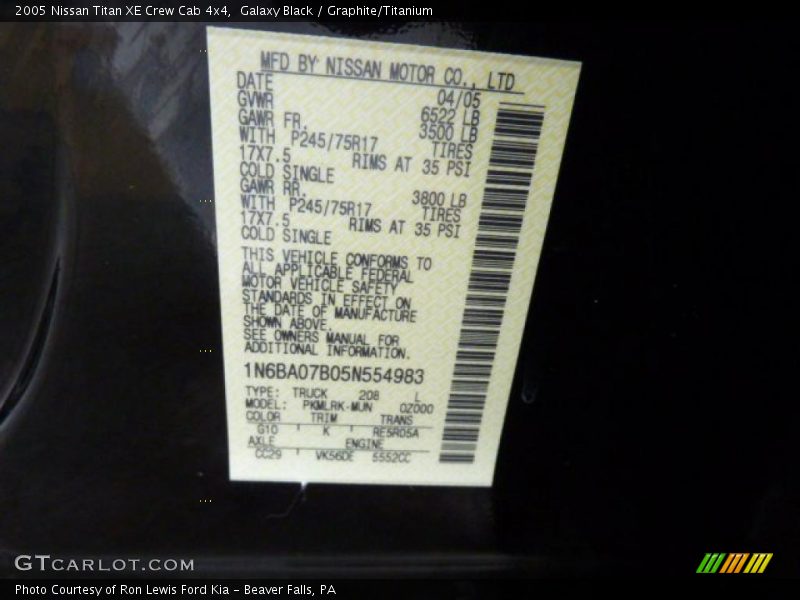 2005 Nissan Titan XE Crew Cab 4x4,  Galaxy Black / Graphite/Titanium
MFD BY NISSAN MOTOR CO., LTD
DATE 04/05
GVWR 6522 LB
GAWR FR. 3500 LB
WITH P245/75R17 TIRES
17X7.5 RIMS AT 35 PSI
COLD SINGLE
GAWR RR. 3800 LB
WITH P245/75R17 TIRES
17X7.5 RIMS AT 35 PSI
COLD SINGLE
THIS VEHICLE CONFORMS TO
ALL APPLICABLE FEDERAL
MOTOR VEHICLE SAFETY
STANDARDS IN EFFECT ON
THE DATE OF MANUFACTURE
SHOWN ABOVE.
SEE OWNERS MANUAL FOR
ADDITIONAL INFORMATION.
1N6BA07B05N554983
TYPE: TRUCK 208 L
MODEL: PKMLRK-MUN 0Z000
COLOR TRIM TRANS
G10 K RE5R05A
AXLE ENGINE
CC29 VK56DE 5552CC
GTCARLOT.COM
Photo Courtesy of Ron Lewis Ford Kia – Beaver Falls, PA